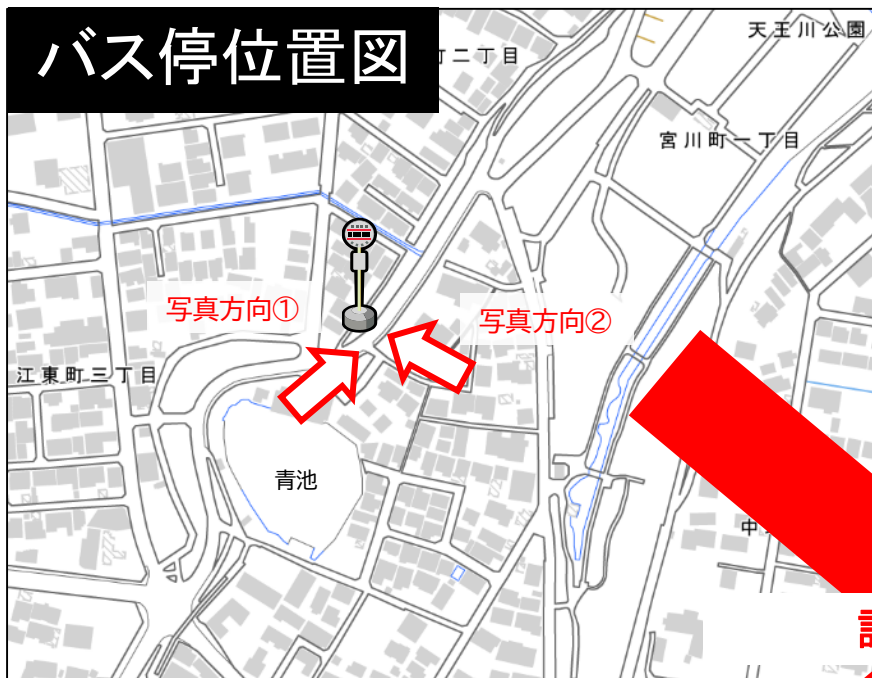 バス停位置図
二丁目
天王川公園
宮川町一丁目
写真方向①
写真方向②
江東町三丁目
青池
中